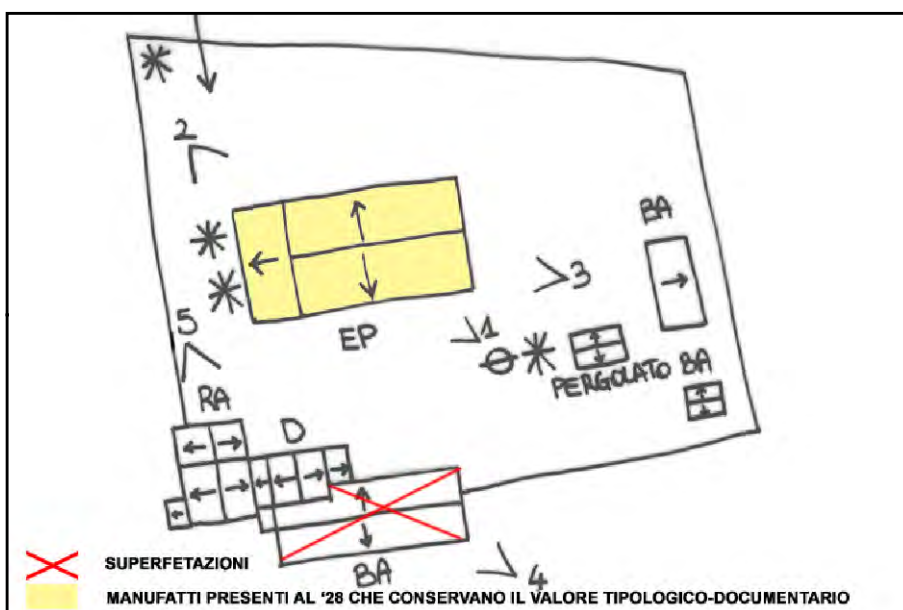 2
BA
3
5
1
EP
PERGOLATO BA
RA
D
BA
4
SUPERFETAZIONI
MANUFATTI PRESENTI AL '28 CHE CONSERVANO IL VALORE TIPOLOGICO-DOCUMENTARIO